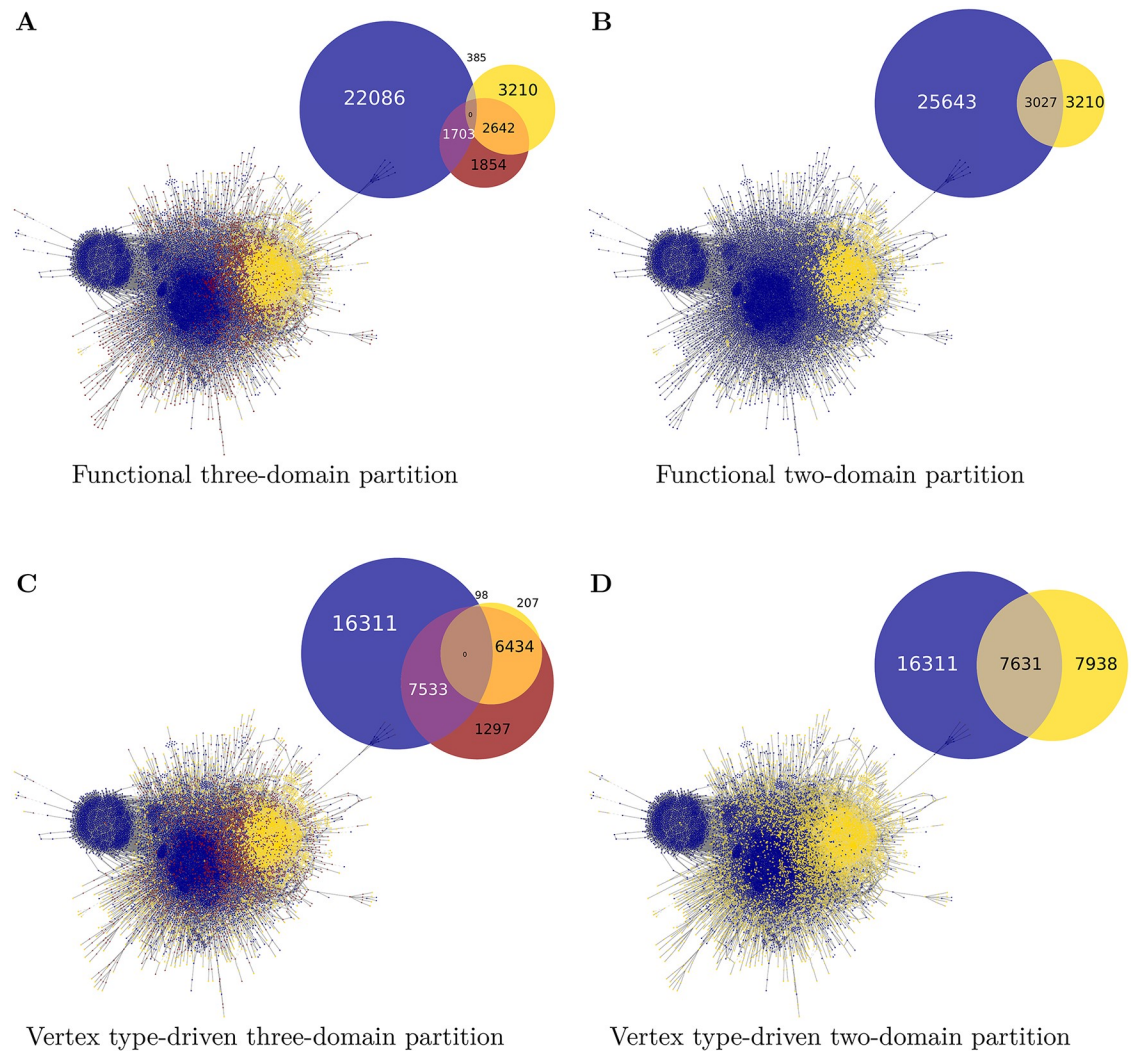 A
385
22086
3210
0
1703
2642
1854
Functional three-domain partition
B
25643
3027
3210
Functional two-domain partition
C
98
207
16311
6434
0
7533
1297
Vertex type-driven three-domain partition
D
16311
7631
7938
Vertex type-driven two-domain partition